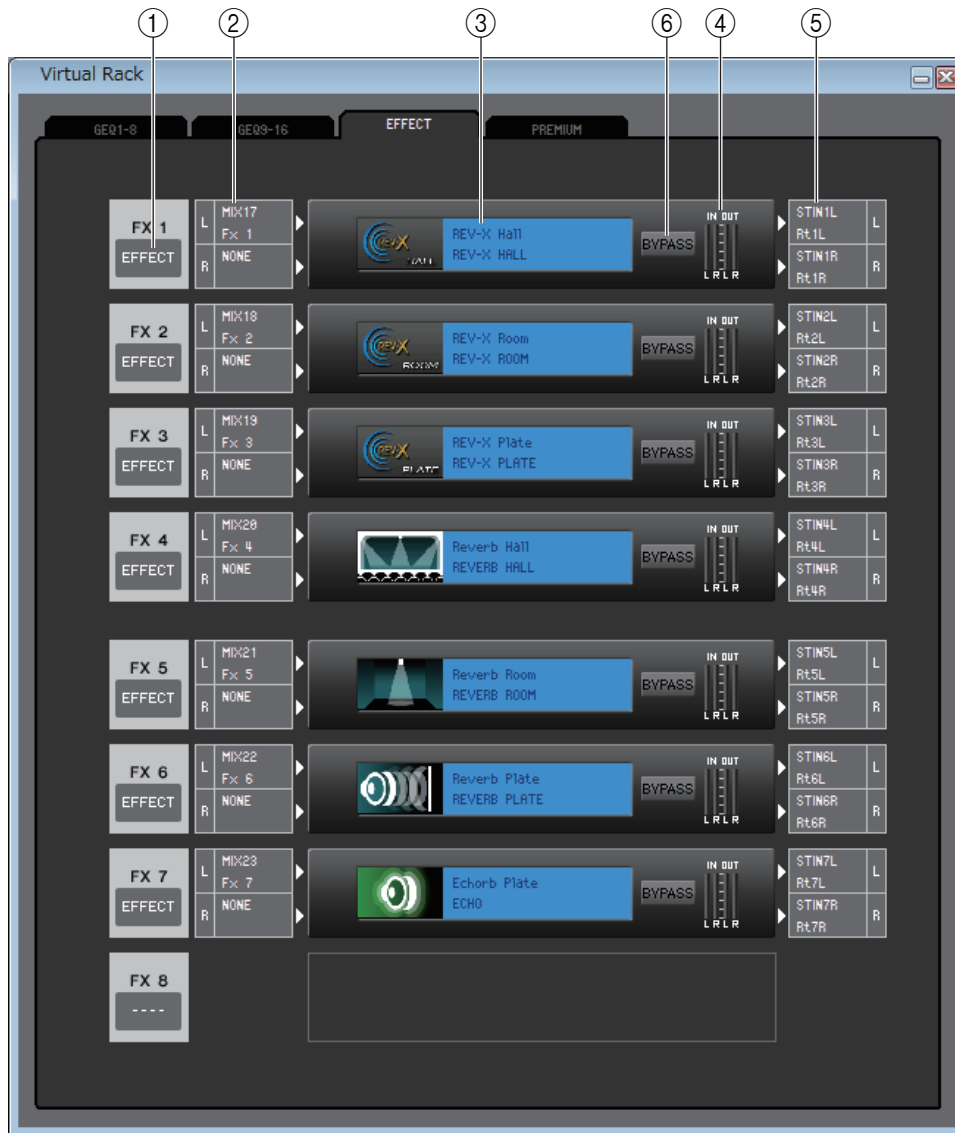 ① ② ③ ⑥ ④ ⑤
Virtual Rack
GEQ1-8 GEQ9-16 EFFECT PREMIUM
FX 1
EFFECT
L MIX17
Fx 1
R NONE
REV-X HALL
REV-X Hall
REV-X HALL
BYPASS
IN OUT
L R L R
STIN1L L
Rt1L
STIN1R R
Rt1R
FX 2
EFFECT
L MIX18
Fx 2
R NONE
REV-X ROOM
REV-X Room
REV-X ROOM
BYPASS
IN OUT
L R L R
STIN2L L
Rt2L
STIN2R R
Rt2R
FX 3
EFFECT
L MIX19
Fx 3
R NONE
REV-X PLATE
REV-X Plate
REV-X PLATE
BYPASS
IN OUT
L R L R
STIN3L L
Rt3L
STIN3R R
Rt3R
FX 4
EFFECT
L MIX20
Fx 4
R NONE
Reverb Hall
REVERB HALL
BYPASS
IN OUT
L R L R
STIN4L L
Rt4L
STIN4R R
Rt4R
FX 5
EFFECT
L MIX21
Fx 5
R NONE
Reverb Room
REVERB ROOM
BYPASS
IN OUT
L R L R
STIN5L L
Rt5L
STIN5R R
Rt5R
FX 6
EFFECT
L MIX22
Fx 6
R NONE
Reverb Plate
REVERB PLATE
BYPASS
IN OUT
L R L R
STIN6L L
Rt6L
STIN6R R
Rt6R
FX 7
EFFECT
L MIX23
Fx 7
R NONE
Echorb Plate
ECHO
BYPASS
IN OUT
L R L R
STIN7L L
Rt7L
STIN7R R
Rt7R
FX 8
----